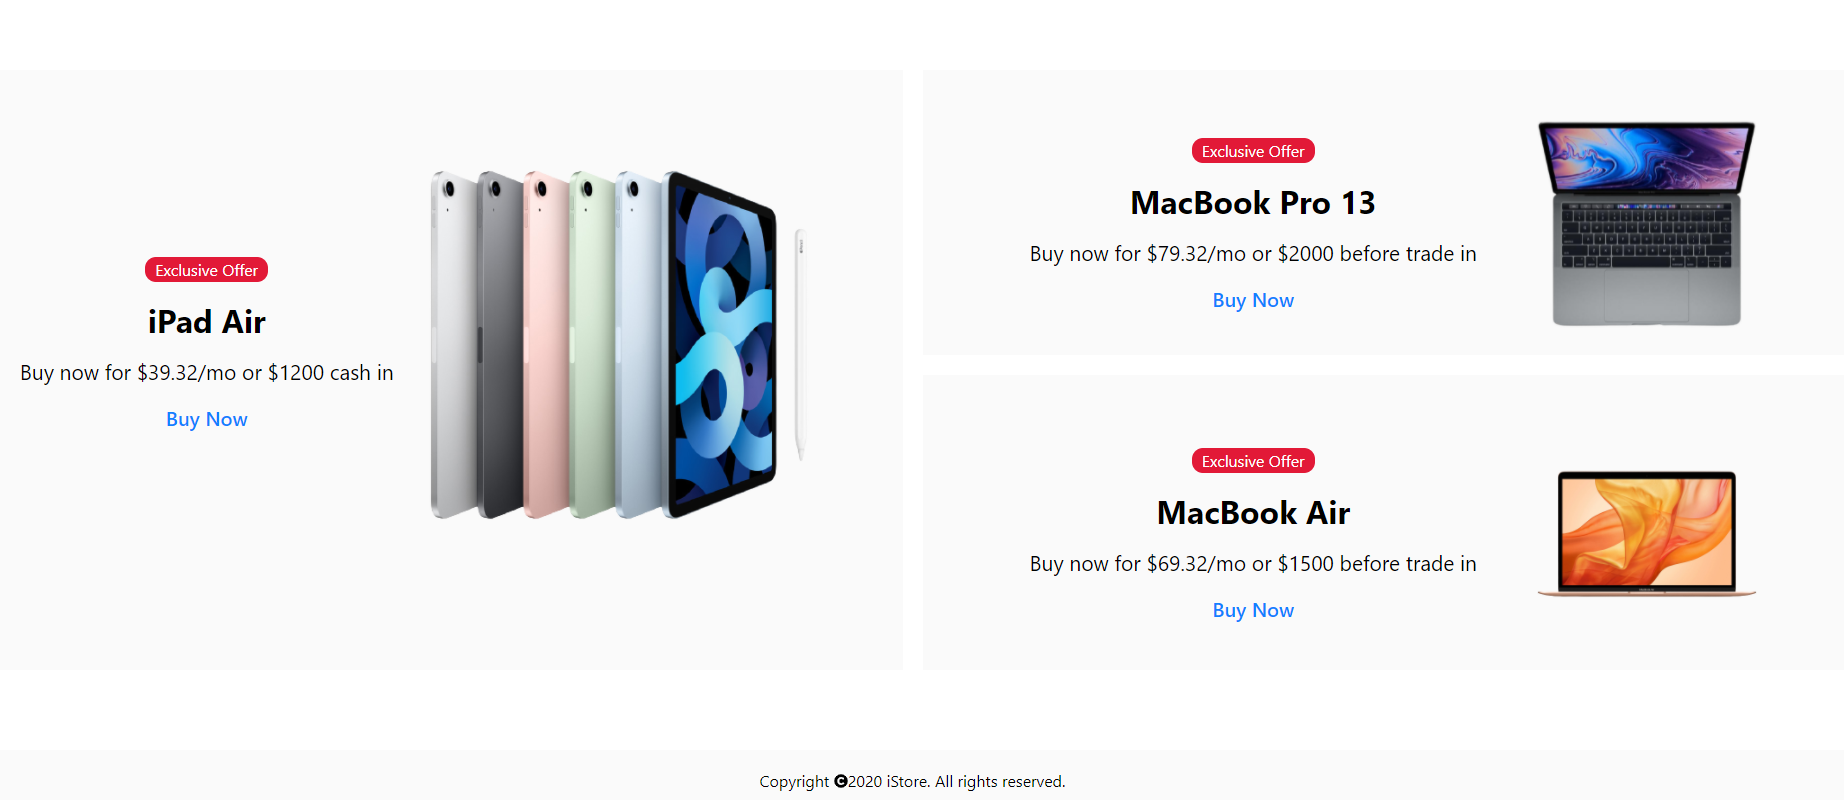 Exclusive Offer
iPad Air
Buy now for $39.32/mo or $1200 cash in
Buy Now
Exclusive Offer
MacBook Pro 13
Buy now for $79.32/mo or $2000 before trade in
Buy Now
Exclusive Offer
MacBook Air
Buy now for $69.32/mo or $1500 before trade in
Buy Now
Copyright ©2020 iStore. All rights reserved.